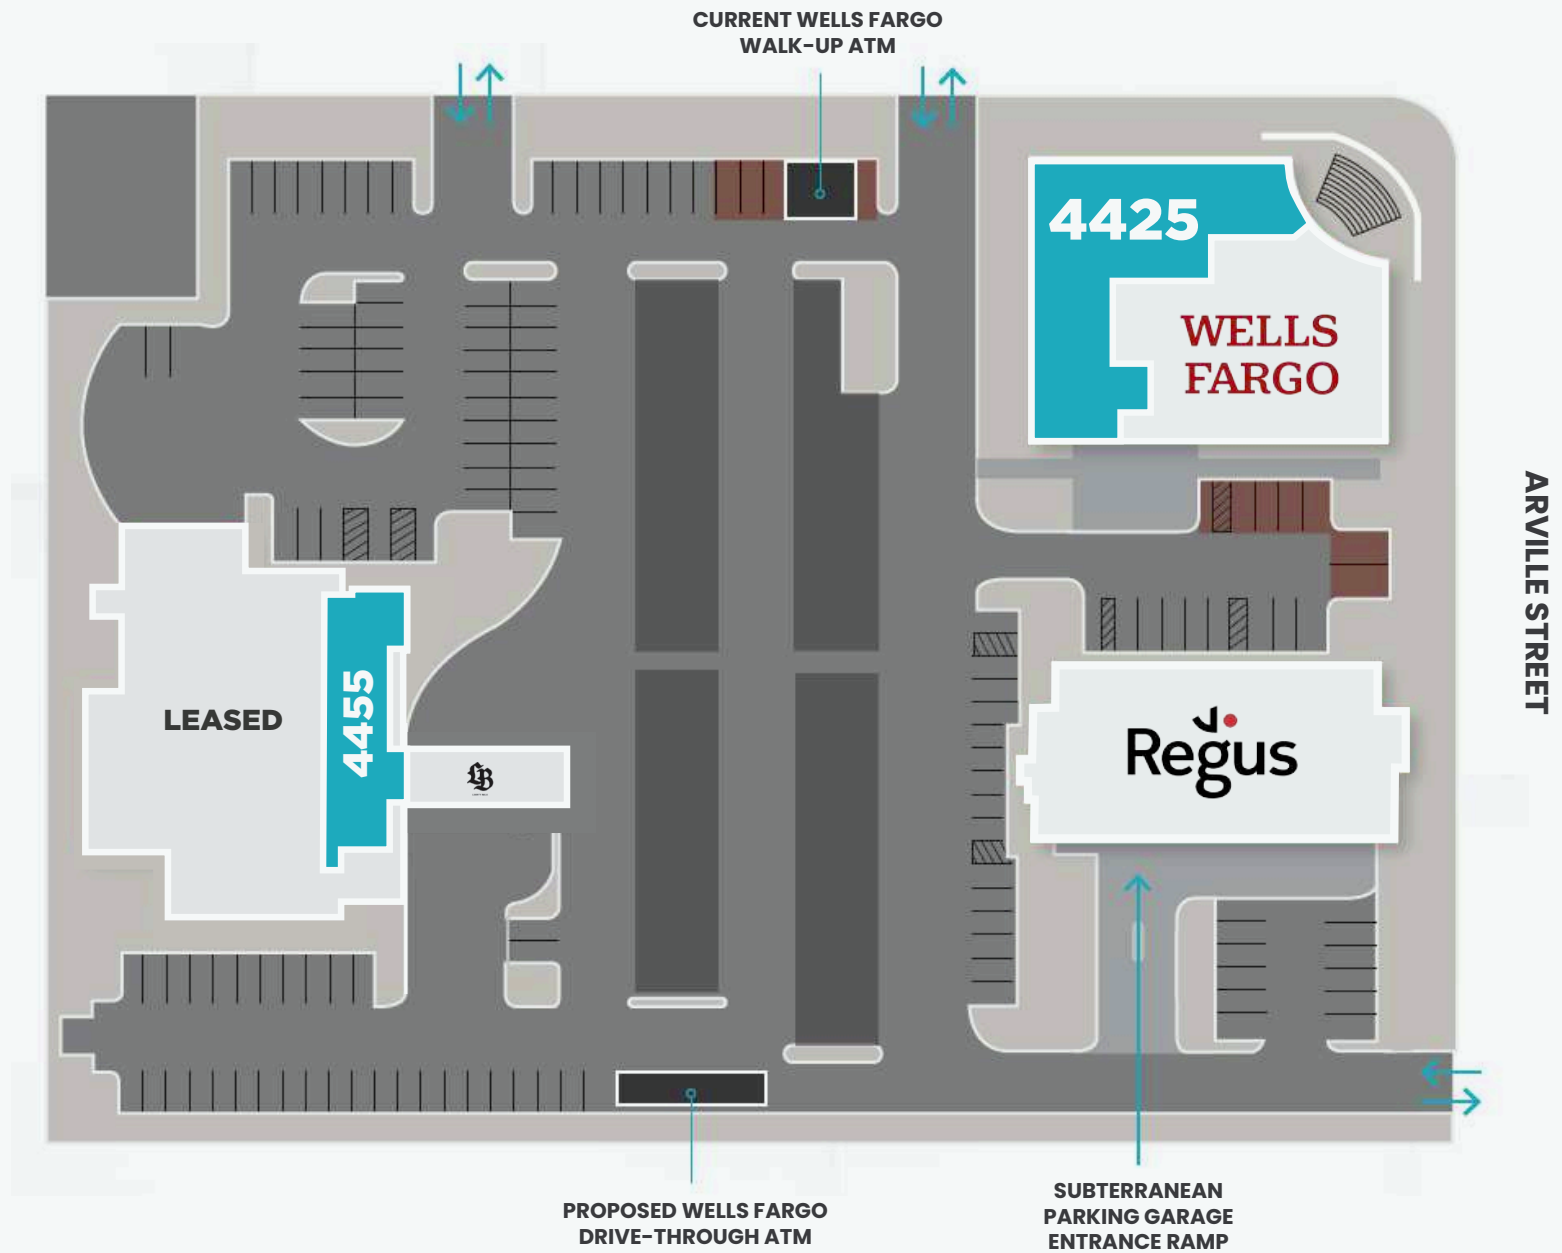 CURRENT WELLS FARGO
WALK-UP ATM
4425
WELLS
FARGO
ARVILLE STREET
LEASED
4455
LB
Regus
PROPOSED WELLS FARGO
DRIVE-THROUGH ATM
SUBTERRANEAN
PARKING GARAGE
ENTRANCE RAMP